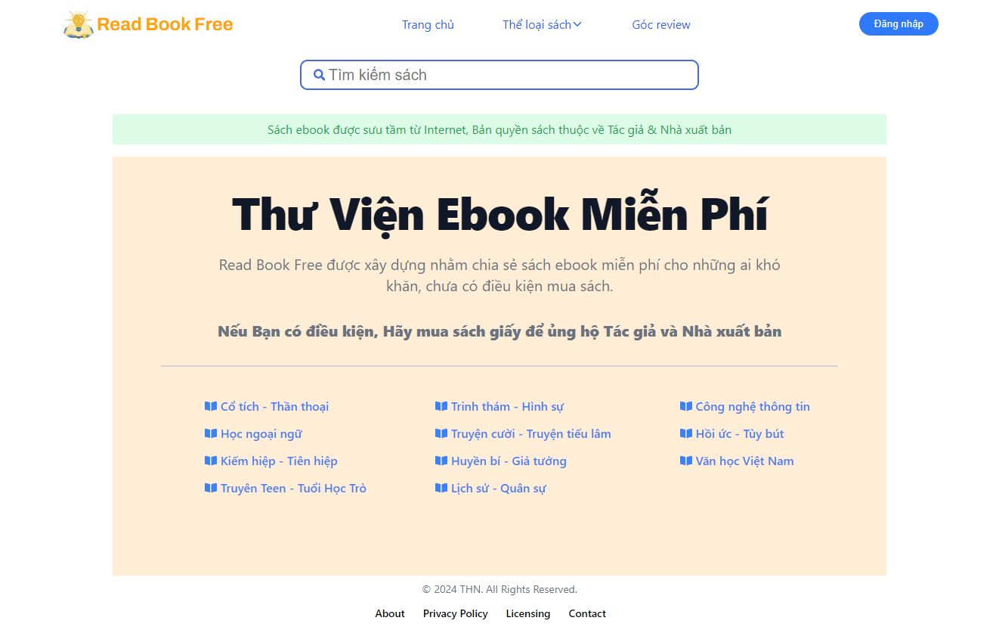 Read Book Free
Trang chủ
Thể loại sách
Góc review
Đăng nhập
Tìm kiếm sách
Sách ebook được sưu tầm từ Internet, Bản quyền sách thuộc về Tác giả & Nhà xuất bản
Thư Viện Ebook Miễn Phí
Read Book Free được xây dựng nhằm chia sẻ sách ebook miễn phí cho những ai khó
khăn, chưa có điều kiện mua sách.
Nếu Bạn có điều kiện, Hãy mua sách giấy để ủng hộ Tác giả và Nhà xuất bản
Cổ tích - Thần thoại
Học ngoại ngữ
Kiếm hiệp - Tiên hiệp
Truyện Teen - Tuổi Học Trò
Trinh thám - Hình sự
Truyện cười - Truyện tiếu lâm
Huyền bí - Giả tưởng
Lịch sử - Quân sự
Công nghệ thông tin
Hồi ức - Tùy bút
Văn học Việt Nam
© 2024 THN. All Rights Reserved.
About
Privacy Policy
Licensing
Contact